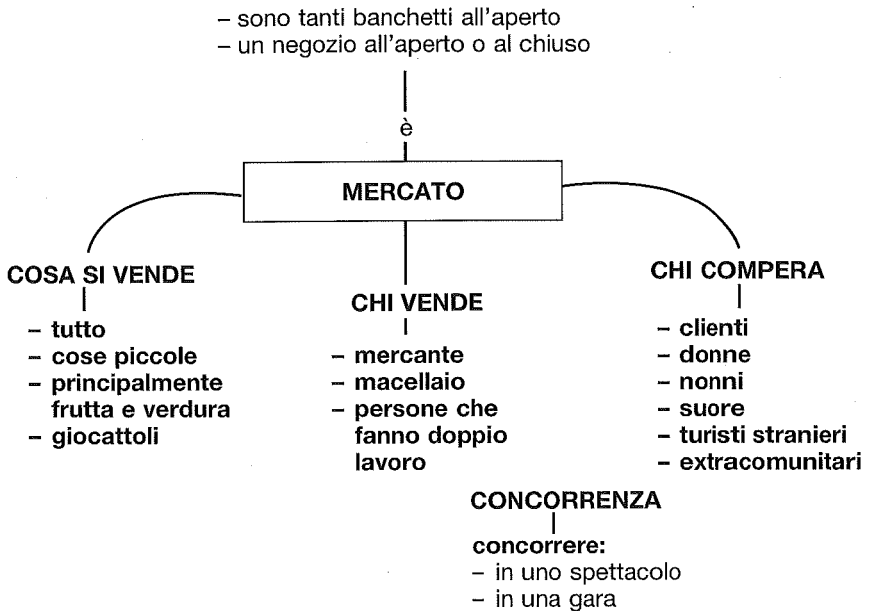 – sono tanti banchetti all'aperto
– un negozio all'aperto o al chiuso
è
MERCATO
COSA SI VENDE
– tutto
– cose piccole
– principalmente
frutta e verdura
– giocattoli
CHI VENDE
– mercante
– macellaio
– persone che
fanno doppio
lavoro
CHI COMPERA
– clienti
– donne
– nonni
– suore
– turisti stranieri
– extracomunitari
CONCORRENZA
concorrere:
– in uno spettacolo
– in una gara